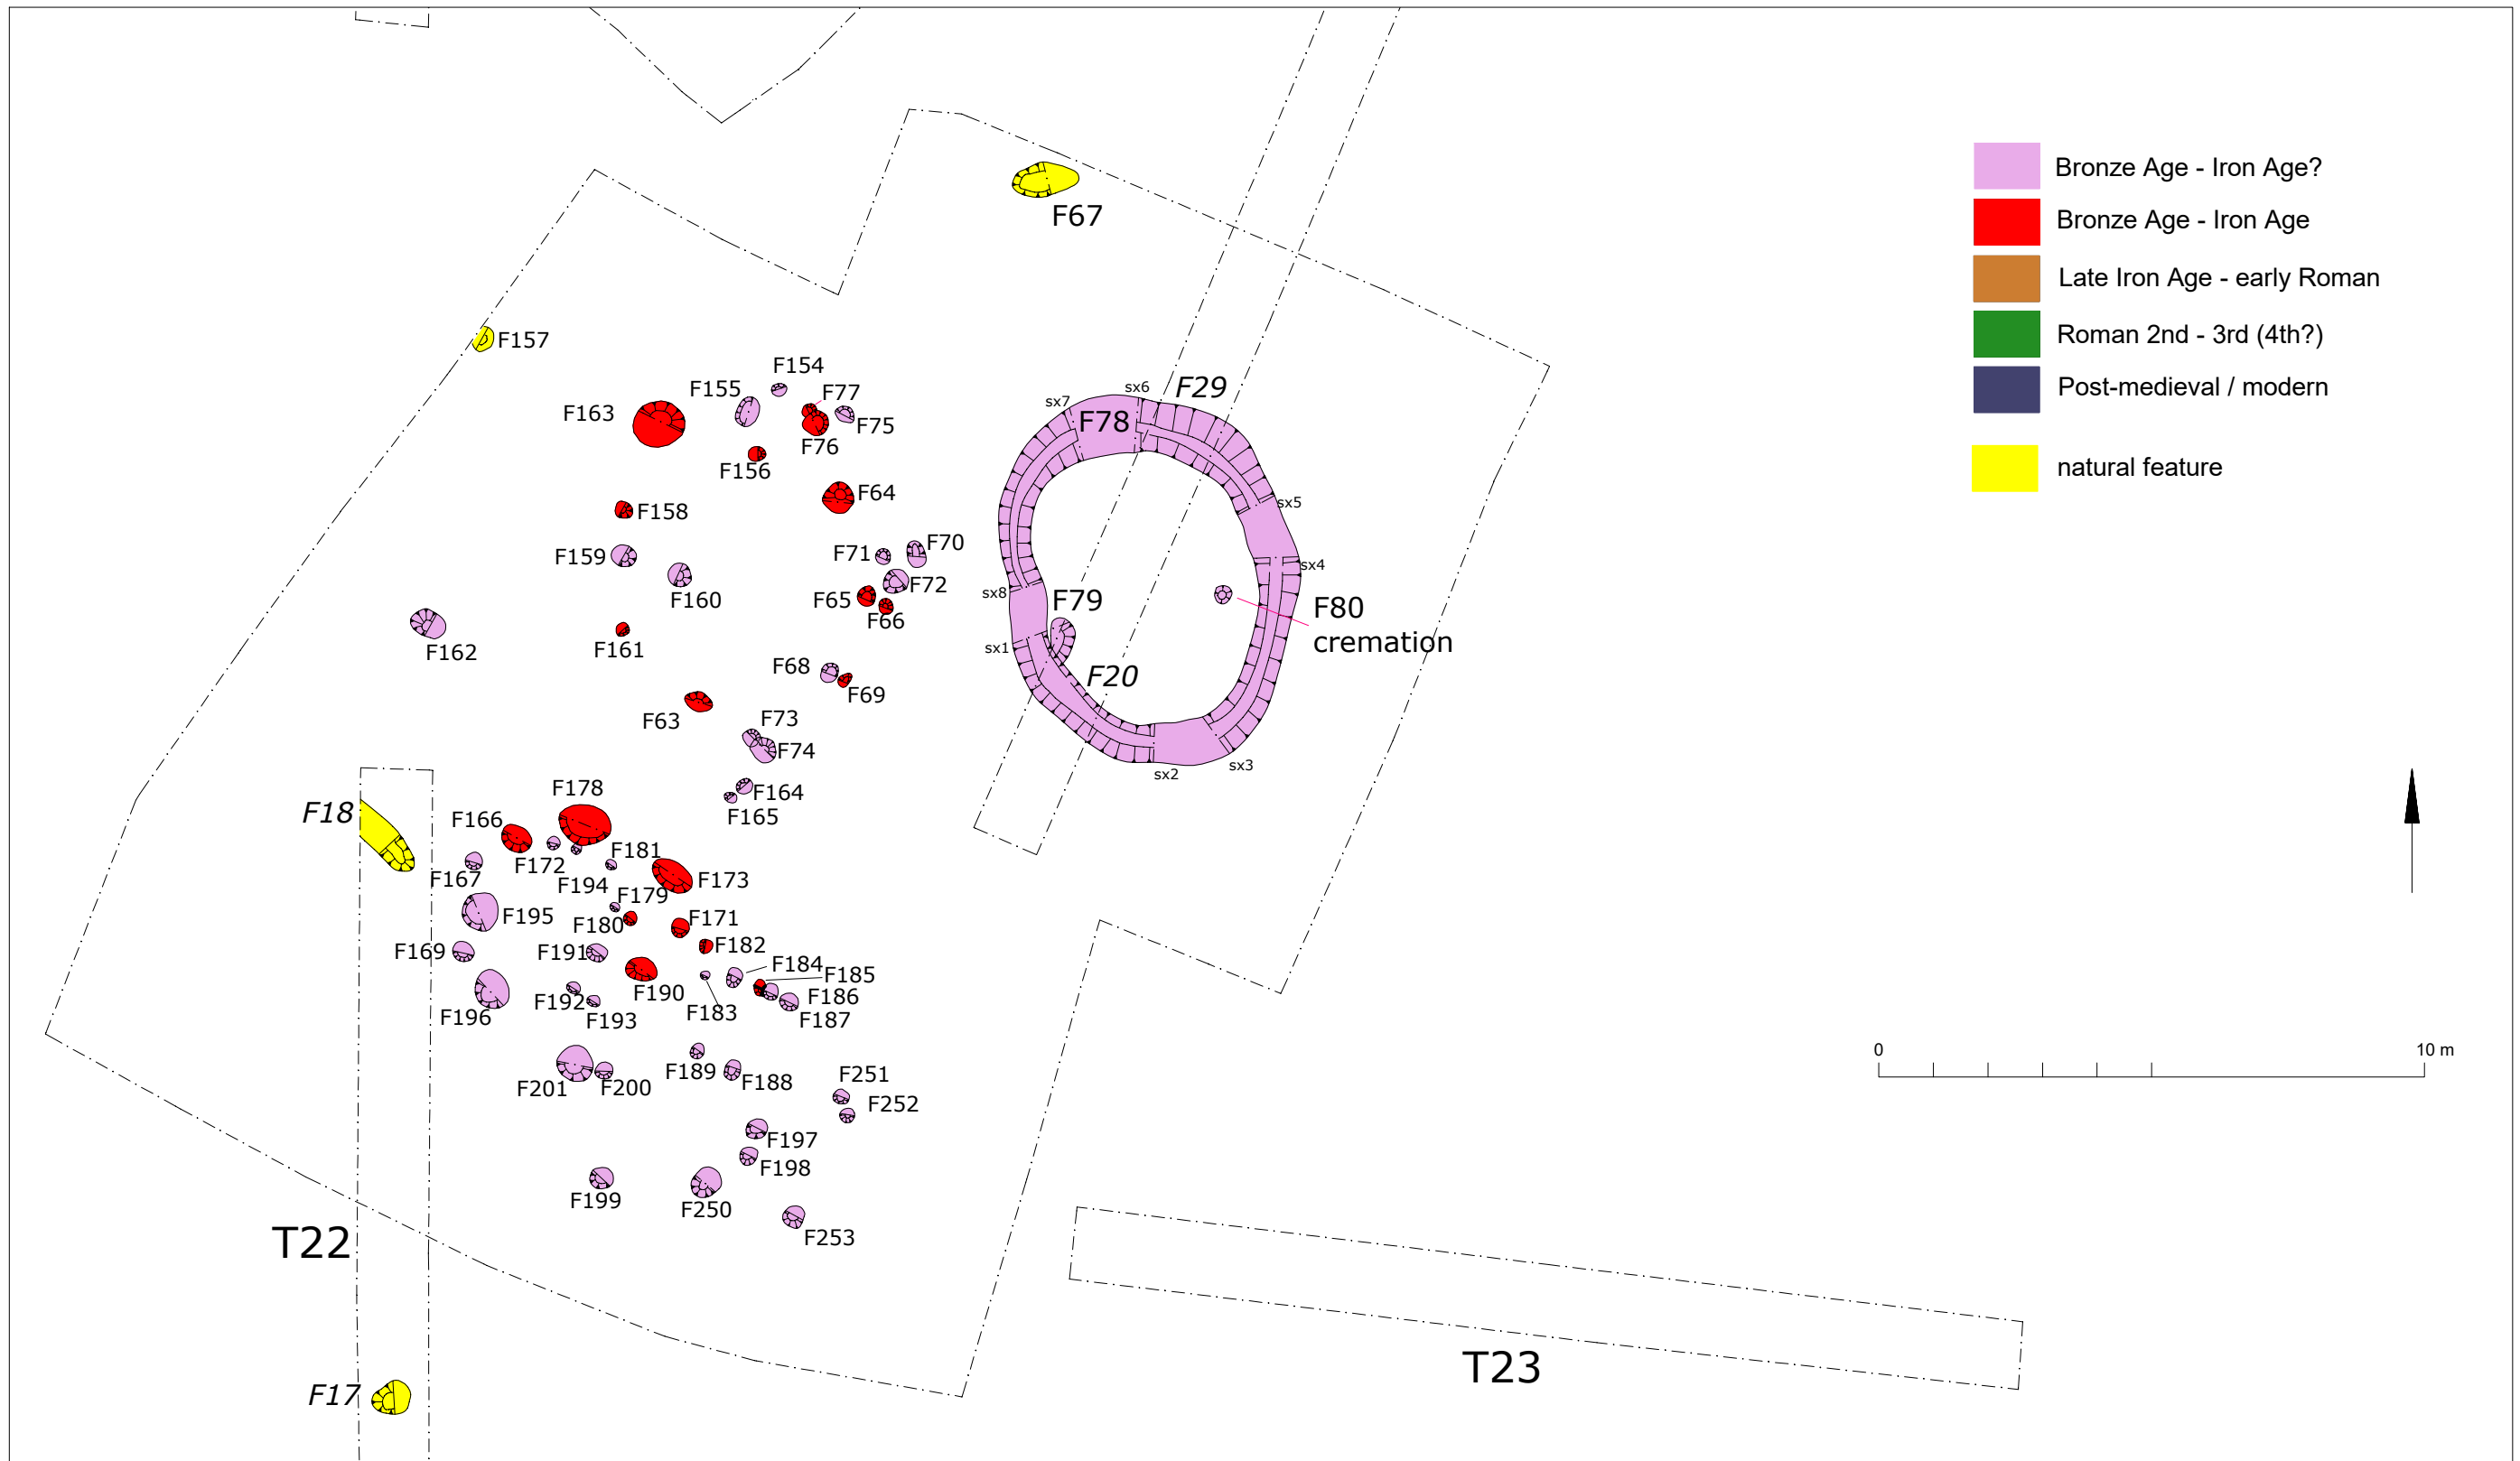 Bronze Age - Iron Age?
Bronze Age - Iron Age
Late Iron Age - early Roman
Roman 2nd - 3rd (4th?)
Post-medieval / modern
natural feature
F67
F157
F154
F155
F77
F163
F75
F76
F156
F64
F158
F159
F71
F70
F72
F160
F65
F66
F162
F161
F68
F69
F63
F73
F74
F164
F165
sx6
F29
sx7
F78
sx5
sx4
sx8
F79
F80
cremation
sx1
F20
sx2
sx3
F18
F178
F166
F172
F181
F167
F194
F173
F179
F195
F180
F171
F169
F191
F182
F184
F185
F190
F192
F183
F186
F196
F193
F187
F201
F200
F189
F188
F251
F252
F197
F198
F199
F250
F253
0
10 m
T22
T23
F17